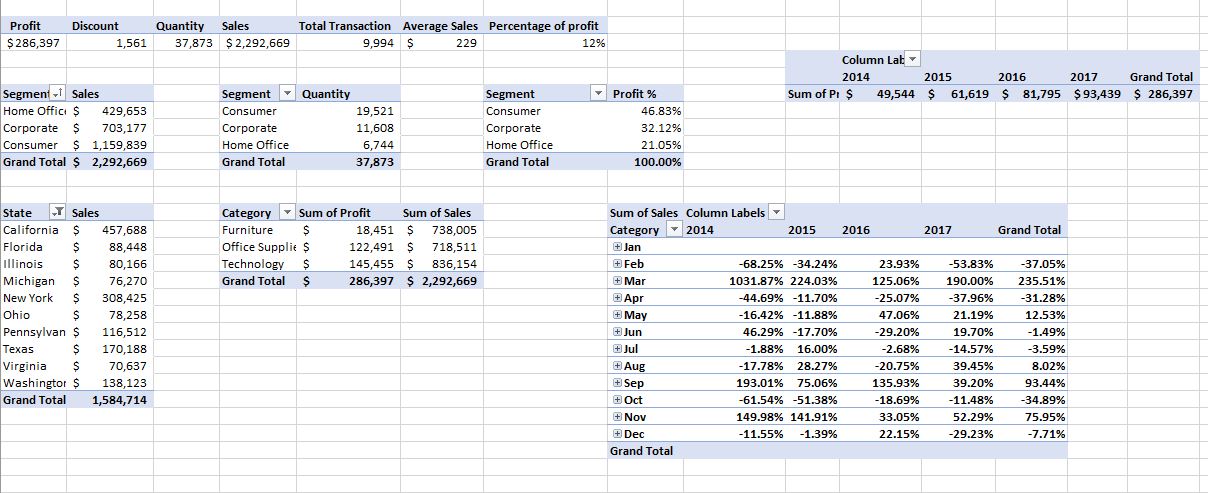 Profit Discount Quantity Sales Total Transaction Average Sales Percentage of profit
$286,397 1,561 37,873 $2,292,669 9,994 $ 229 12%
Column Lab
2014 2015 2016 2017 Grand Total
Sum of Pr $ 49,544 $ 61,619 $ 81,795 $93,439 $ 286,397
Segment Sales
Home Office $ 429,653
Corporate $ 703,177
Consumer $ 1,159,839
Grand Total $ 2,292,669
Segment Quantity
Consumer 19,521
Corporate 11,608
Home Office 6,744
Grand Total 37,873
Segment Profit %
Consumer 46.83%
Corporate 32.12%
Home Office 21.05%
Grand Total 100.00%
State Sales
California $ 457,688
Florida $ 88,448
Illinois $ 80,166
Michigan $ 76,270
New York $ 308,425
Ohio $ 78,258
Pennsylvan $ 116,512
Texas $ 170,188
Virginia $ 70,637
Washingtor $ 138,123
Grand Total 1,584,714
Category Sum of Profit Sum of Sales
Furniture $ 18,451 $ 738,005
Office Supplie $ 122,491 $ 718,511
Technology $ 145,455 $ 836,154
Grand Total $ 286,397 $ 2,292,669
Sum of Sales Column Labels
Category 2014 2015 2016 2017 Grand Total
Jan
Feb -68.25% -34.24% 23.93% -53.83% -37.05%
Mar 1031.87% 224.03% 125.06% 190.00% 235.51%
Apr -44.69% -11.70% -25.07% -37.96% -31.28%
May -16.42% -11.88% 47.06% 21.19% 12.53%
Jun 46.29% -17.70% -29.20% 19.70% -1.49%
Jul -1.88% 16.00% -2.68% -14.57% -3.59%
Aug -17.78% 28.27% -20.75% 39.45% 8.02%
Sep 193.01% 75.06% 135.93% 39.20% 93.44%
Oct -61.54% -51.38% -18.69% -11.48% -34.89%
Nov 149.98% 141.91% 33.05% 52.29% 75.95%
Dec -11.55% -1.39% 22.15% -29.23% -7.71%
Grand Total